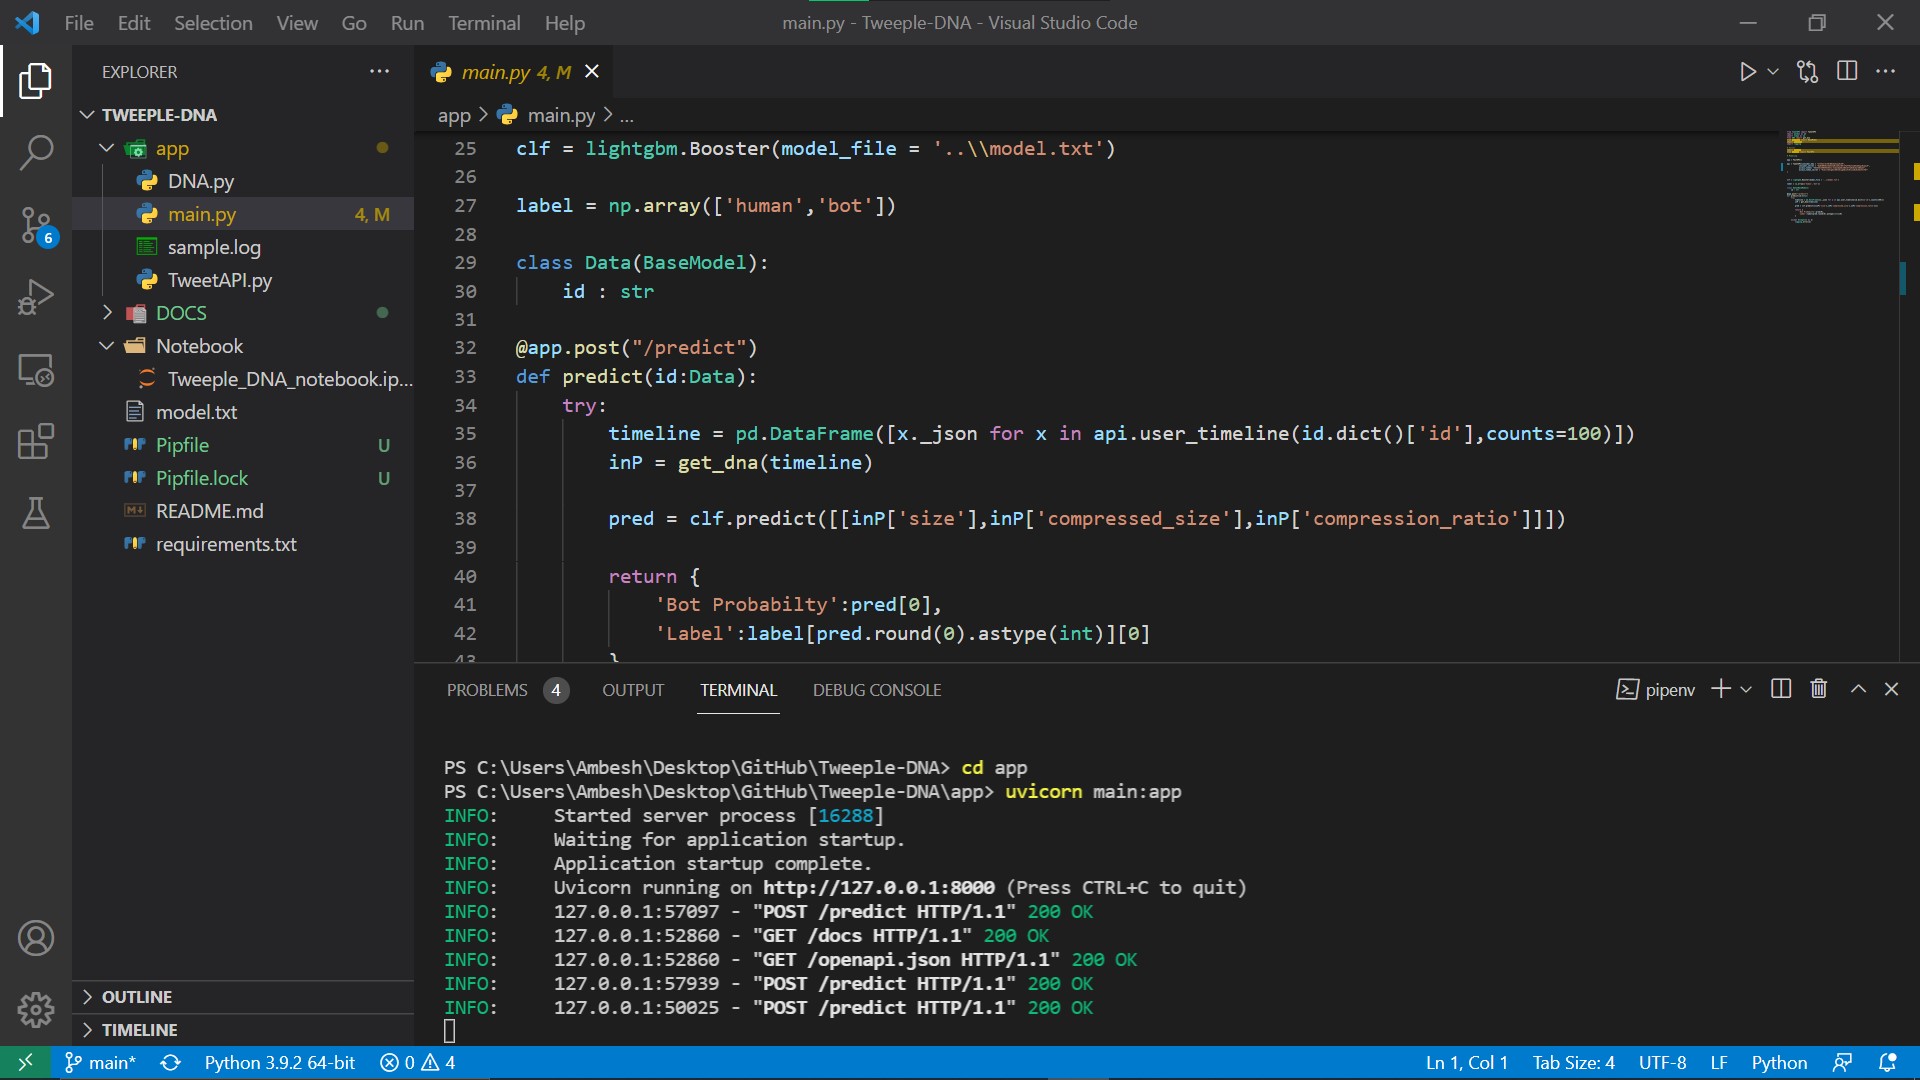 File Edit Selection View Go Run Terminal Help
main.py - Tweeple-DNA - Visual Studio Code
EXPLORER
TWEEPLE-DNA
app
DNA.py
main.py 4, M
sample.log
TweetAPI.py
DOCS
Notebook
Tweeple_DNA_notebook.ip...
model.txt
Pipfile U
Pipfile.lock U
README.md
requirements.txt
OUTLINE
TIMELINE
6
main.py 4, M
app > main.py > ...
25 clf = lightgbm.Booster(model_file = '..\\model.txt')
26
27 label = np.array(['human','bot'])
28
29 class Data(BaseModel):
30 id : str
31
32 @app.post("/predict")
33 def predict(id:Data):
34 try:
35 timeline = pd.DataFrame([x._json for x in api.user_timeline(id.dict()['id'],counts=100)])
36 inP = get_dna(timeline)
37
38 pred = clf.predict([[inP['size'],inP['compressed_size'],inP['compression_ratio']]])
39
40 return {
41 'Bot Probabilty':pred[0],
42 'Label':label[pred.round(0).astype(int)][0]
43 }
PROBLEMS 4 OUTPUT TERMINAL DEBUG CONSOLE
pipenv
PS C:\Users\Ambesh\Desktop\GitHub\Tweeple-DNA> cd app
PS C:\Users\Ambesh\Desktop\GitHub\Tweeple-DNA\app> uvicorn main:app
INFO: Started server process [16288]
INFO: Waiting for application startup.
INFO: Application startup complete.
INFO: Uvicorn running on http://127.0.0.1:8000 (Press CTRL+C to quit)
INFO: 127.0.0.1:57097 - "POST /predict HTTP/1.1" 200 OK
INFO: 127.0.0.1:52860 - "GET /docs HTTP/1.1" 200 OK
INFO: 127.0.0.1:52860 - "GET /openapi.json HTTP/1.1" 200 OK
INFO: 127.0.0.1:57939 - "POST /predict HTTP/1.1" 200 OK
INFO: 127.0.0.1:50025 - "POST /predict HTTP/1.1" 200 OK
main* Python 3.9.2 64-bit 0 4
Ln 1, Col 1 Tab Size: 4 UTF-8 LF Python